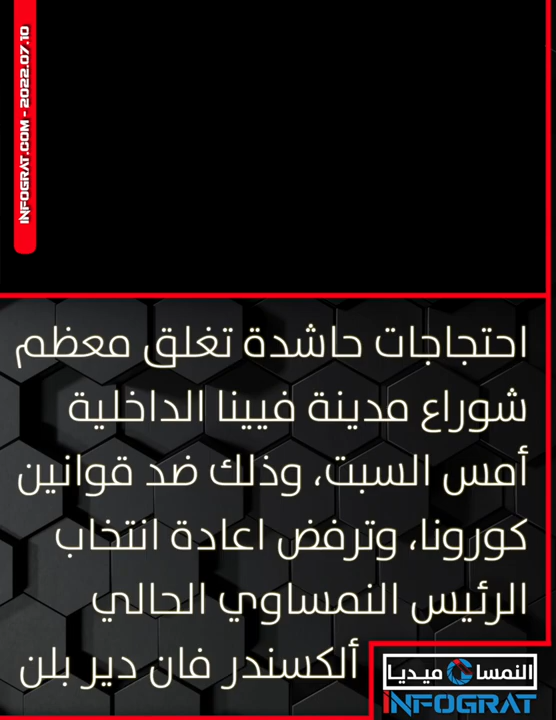 INFOGRAT.COM - 2022.07.10
احتجاجات حاشدة تغلق معظم
شوراع مدينة فيينا الداخلية
أمس السبت، وذلك ضد قوانين
كورونا، وترفض اعادة انتخاب
الرئيس النمساوي الحالي
ألكسندر فان دير بلن
النمسا ميديا
INFOGRAT